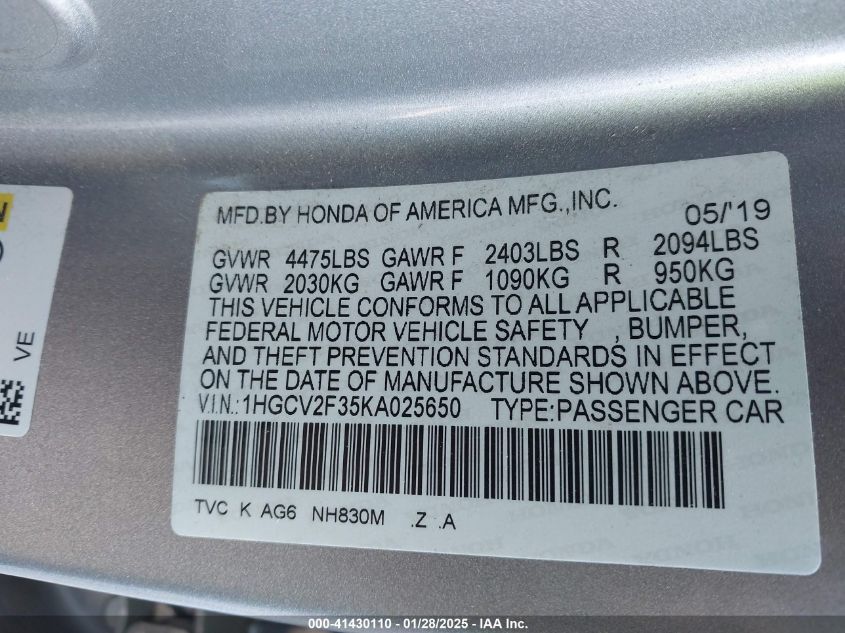 MFD.BY HONDA OF AMERICA MFG.,INC. 05/'19
GVWR 4475LBS GAWR F 2403LBS R 2094LBS
GVWR 2030KG GAWR F 1090KG R 950KG
THIS VEHICLE CONFORMS TO ALL APPLICABLE
FEDERAL MOTOR VEHICLE SAFETY , BUMPER,
AND THEFT PREVENTION STANDARDS IN EFFECT
ON THE DATE OF MANUFACTURE SHOWN ABOVE.
V.I.N.:1HGCV2F35KA025650 TYPE:PASSENGER CAR
TVC K AG6 NH830M .Z .A
VE
000-41430110 - 01/28/2025 - IAA Inc.